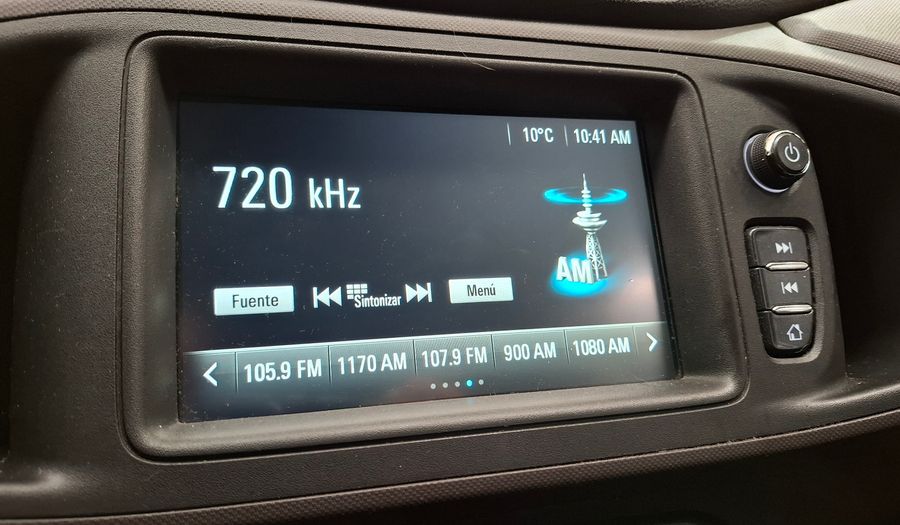 10°C 10:41 AM
720 kHz
AM
Fuente Sintonizar Menú
105.9 FM 1170 AM 107.9 FM 900 AM 1080 AM